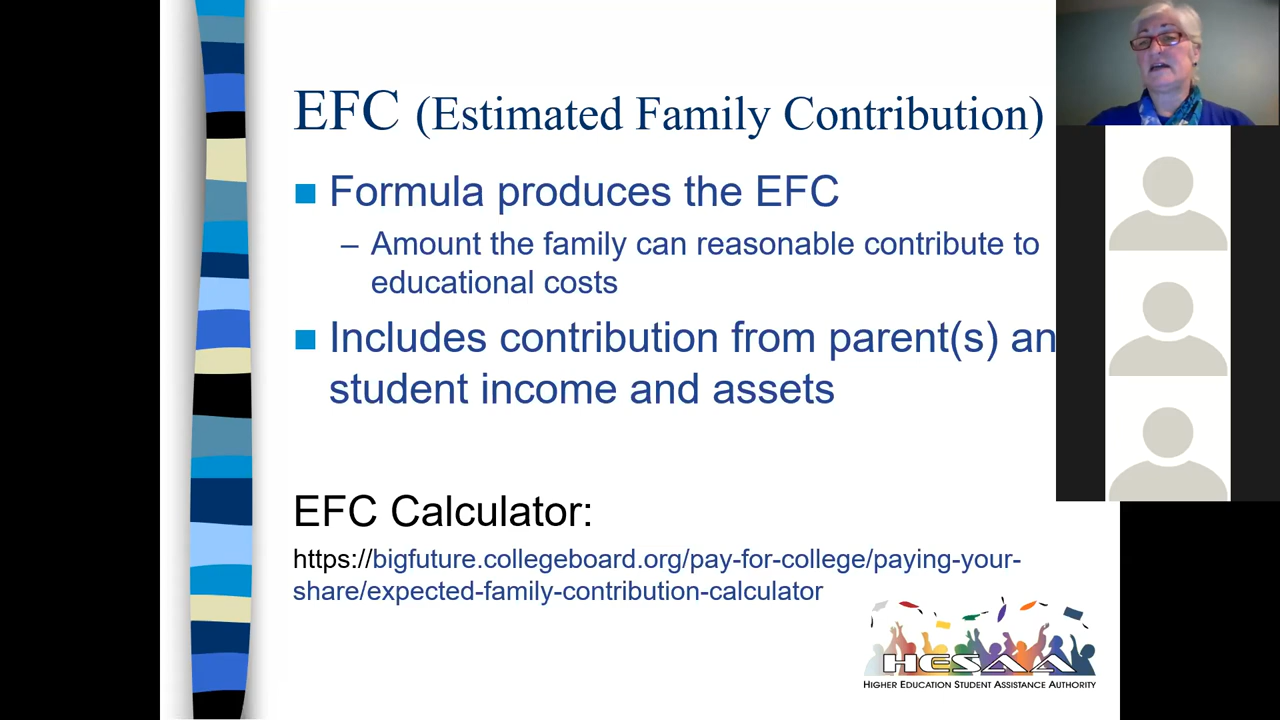 EFC (Estimated Family Contribution)
Formula produces the EFC
– Amount the family can reasonable contribute to
educational costs
Includes contribution from parent(s) an
student income and assets
EFC Calculator:
https://bigfuture.collegeboard.org/pay-for-college/paying-your-
share/expected-family-contribution-calculator
HESAA
HIGHER EDUCATION STUDENT ASSISTANCE AUTHORITY